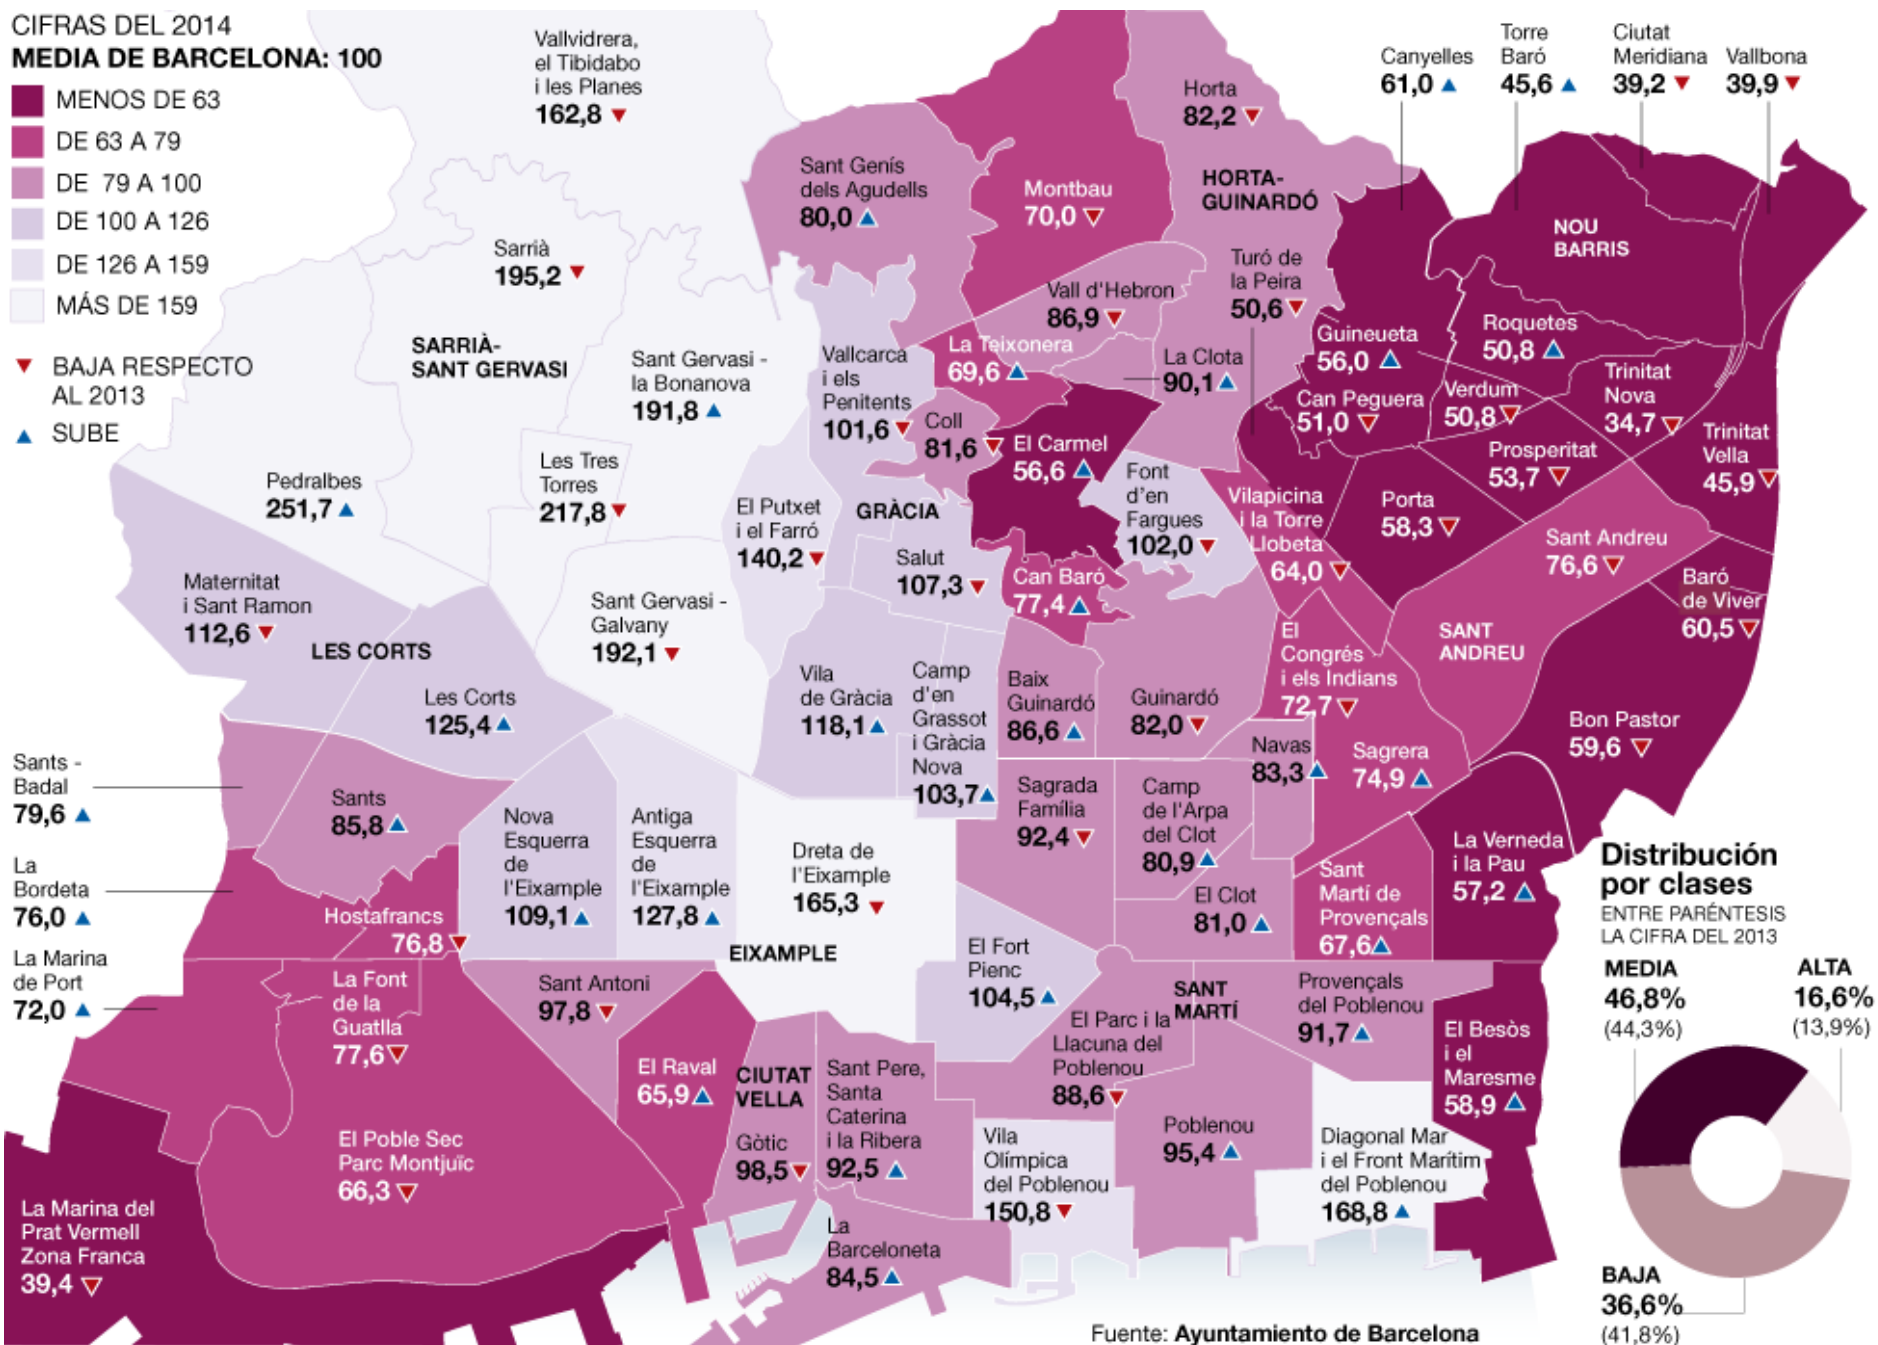 CIFRAS DEL 2014
MEDIA DE BARCELONA: 100
MENOS DE 63
DE 63 A 79
DE 79 A 100
DE 100 A 126
DE 126 A 159
MÁS DE 159
BAJA RESPECTO
AL 2013
SUBE
Vallvidrera,
el Tibidabo
i les Planes
162,8
Sarrià
195,2
SARRIÀ-
SANT GERVASI
Sant Gervasi -
la Bonanova
191,8
Les Tres
Torres
217,8
Pedralbes
251,7
Sant Gervasi -
Galvany
192,1
El Putxet
i el Farró
140,2
Maternitat
i Sant Ramon
112,6
LES CORTS
Les Corts
125,4
Sant Genís
dels Agudells
80,0
Montbau
70,0
Horta
82,2
HORTA-
GUINARDÓ
Vall d'Hebron
86,9
Turó de
la Peira
50,6
La Teixonera
69,6
La Clota
90,1
Vallcarca
i els
Penitents
101,6
Coll
81,6
El Carmel
56,6
Font
d'en
Fargues
102,0
GRÀCIA
Salut
107,3
Can Baró
77,4
Vila
de Gràcia
118,1
Camp
d'en
Grassot
i Gràcia
Nova
103,7
Baix
Guinardó
86,6
Guinardó
82,0
Canyelles
61,0
Torre
Baró
45,6
Ciutat
Meridiana
39,2
Vallbona
39,9
NOU
BARRIS
Guineueta
56,0
Roquetes
50,8
Can Peguera
51,0
Verdum
50,8
Trinitat
Nova
34,7
Trinitat
Vella
45,9
Prosperitat
53,7
Porta
58,3
Vilapicina
i la Torre
Llobeta
64,0
Sant Andreu
76,6
Baró
de Viver
60,5
SANT
ANDREU
El
Congrés
i els Indians
72,7
Bon Pastor
59,6
Navas
83,3
Sagrera
74,9
Sants -
Badal
79,6
Sants
85,8
La
Bordeta
76,0
Hostafrancs
76,8
La Marina
de Port
72,0
La Font
de la
Guatlla
77,6
El Poble Sec
Parc Montjuïc
66,3
La Marina del
Prat Vermell
Zona Franca
39,4
Nova
Esquerra
de
l'Eixample
109,1
Antiga
Esquerra
de
l'Eixample
127,8
Dreta de
l'Eixample
165,3
EIXAMPLE
Sant Antoni
97,8
Sagrada
Família
92,4
El Fort
Pienc
104,5
El Raval
65,9
CIUTAT
VELLA
Gòtic
98,5
Sant Pere,
Santa
Caterina
i la Ribera
92,5
La
Barceloneta
84,5
Camp
de l'Arpa
del Clot
80,9
El Clot
81,0
Sant
Martí de
Provençals
67,6
La Verneda
i la Pau
57,2
SANT
MARTÍ
El Parc i la
Llacuna del
Poblenou
88,6
Provençals
del Poblenou
91,7
El Besòs
i el
Maresme
58,9
Vila
Olímpica
del Poblenou
150,8
Poblenou
95,4
Diagonal Mar
i el Front Marítim
del Poblenou
168,8
Distribución
por clases
ENTRE PARÉNTESIS
LA CIFRA DEL 2013
MEDIA
46,8%
(44,3%)
ALTA
16,6%
(13,9%)
BAJA
36,6%
(41,8%)
Fuente: Ayuntamiento de Barcelona